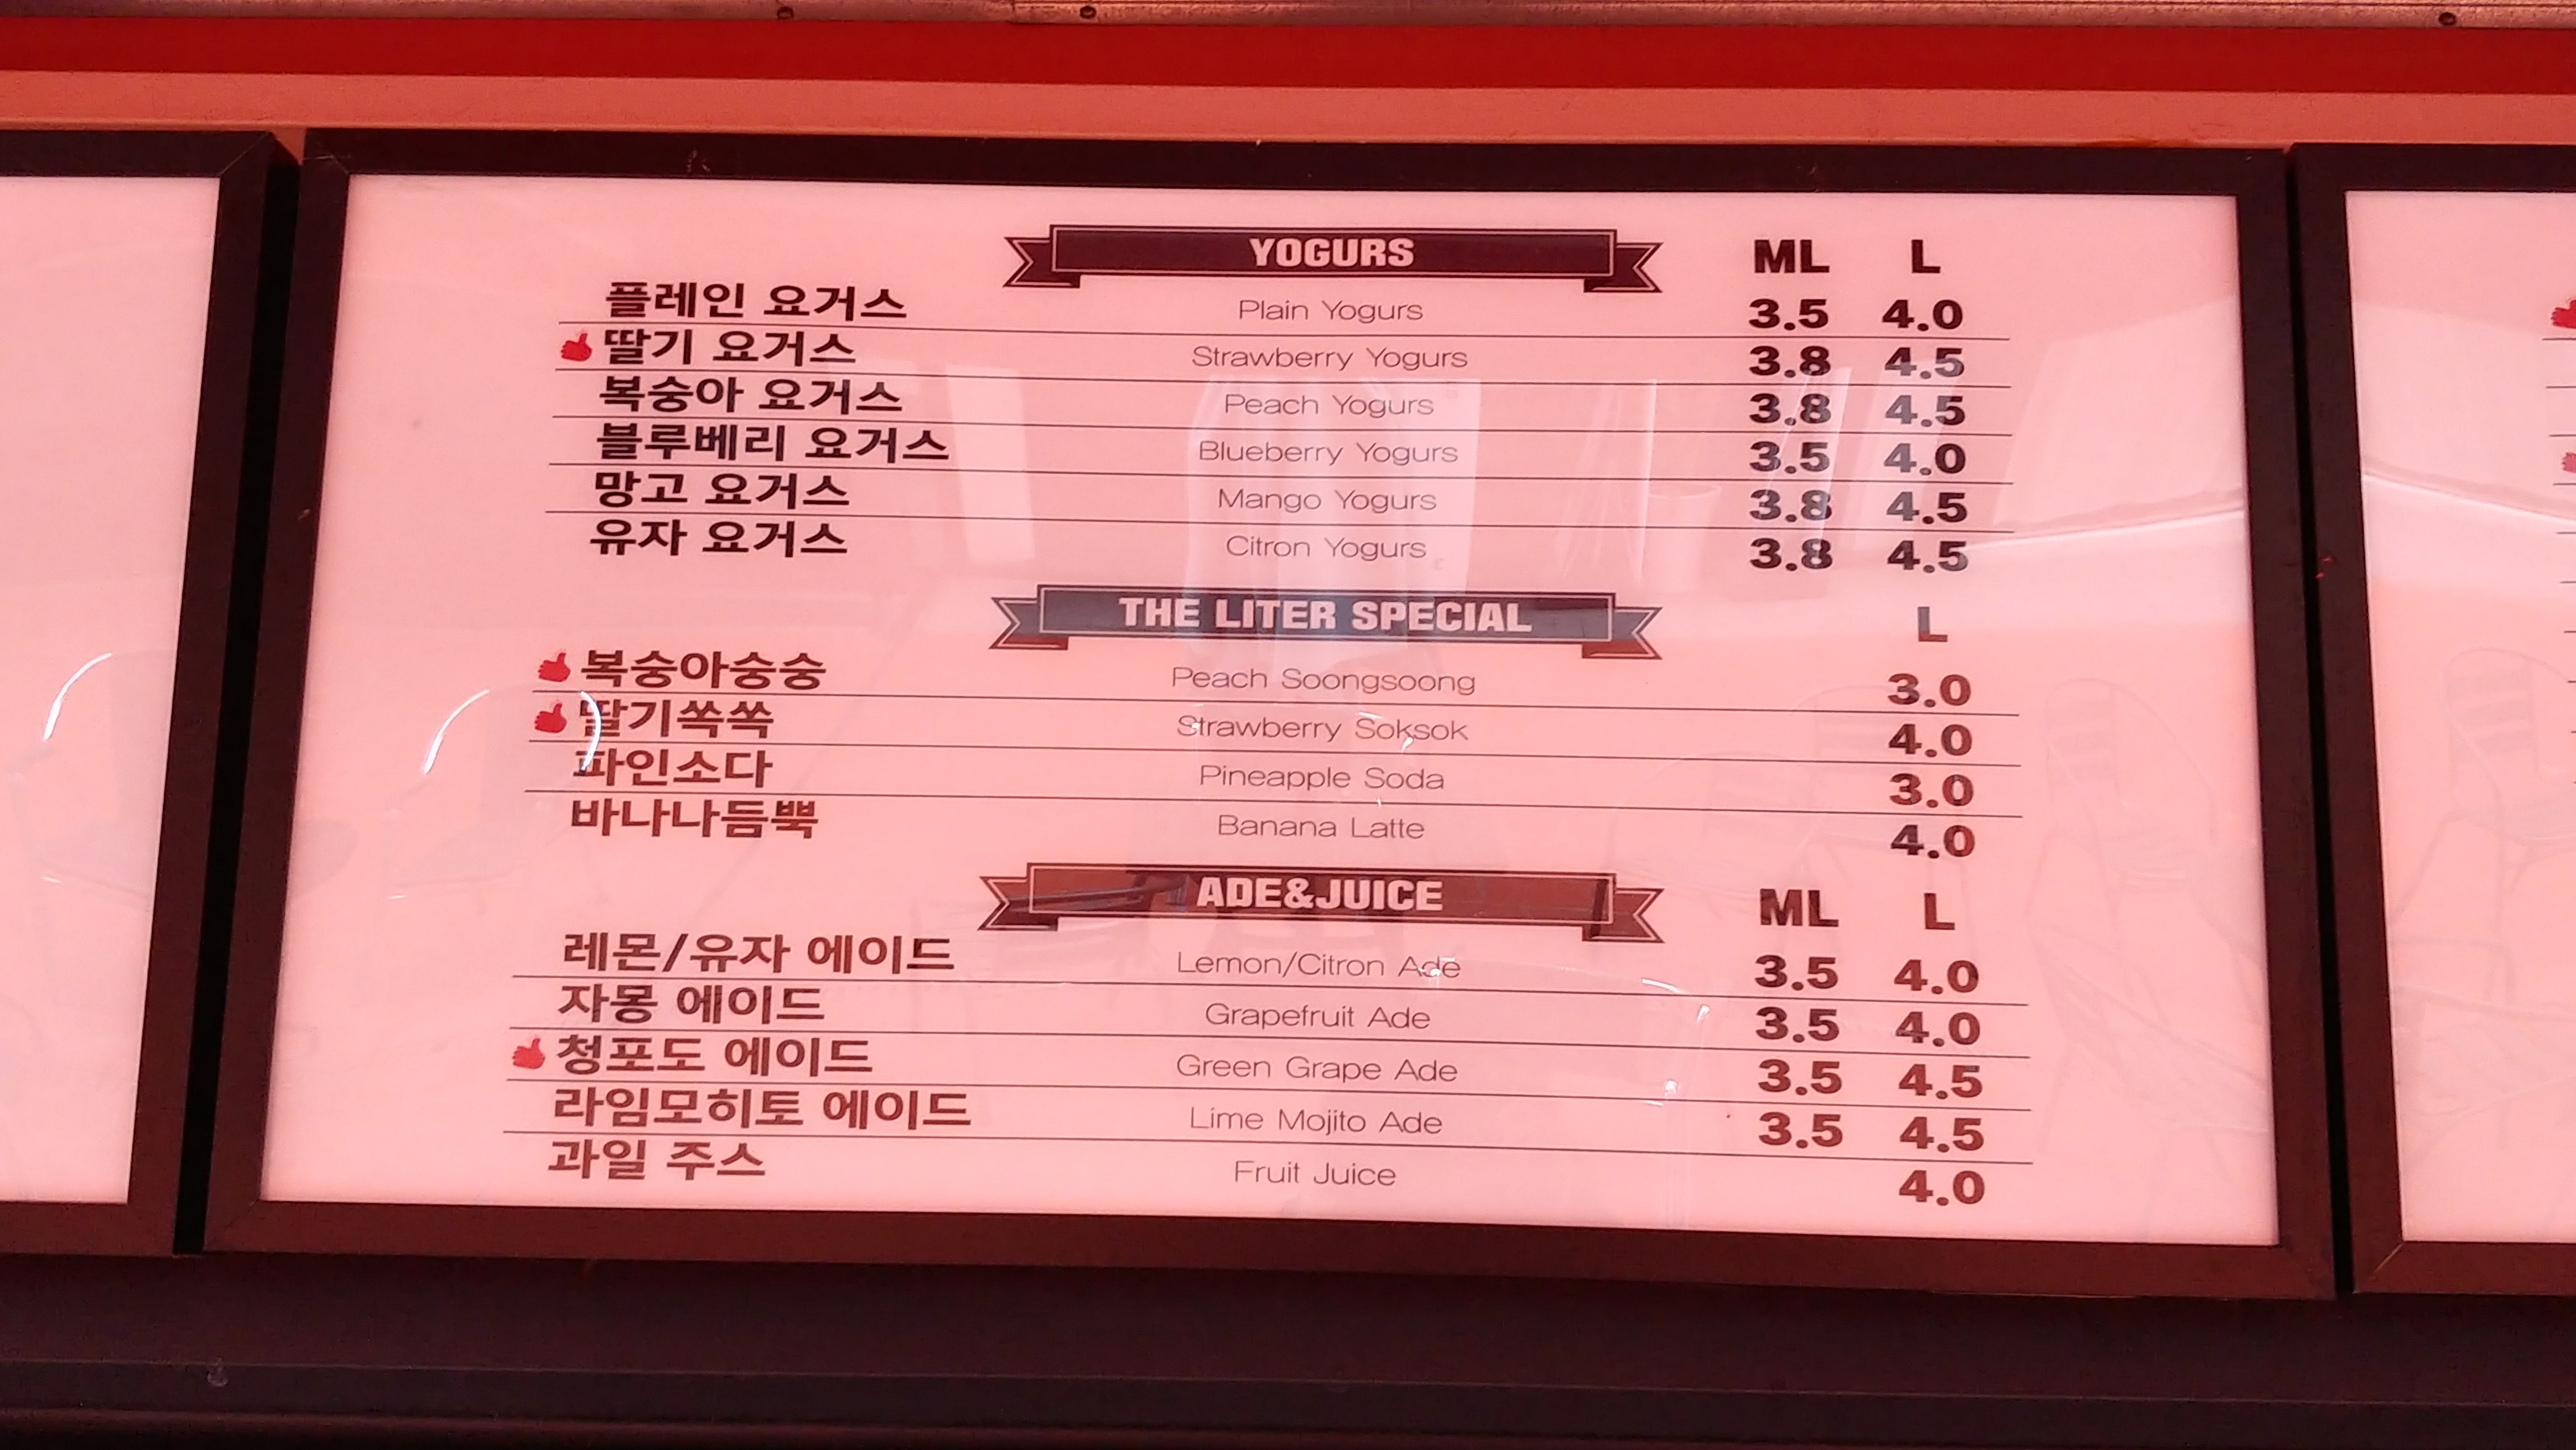 YOGURS ML L
플레인 요거스 Plain Yogurs 3.5 4.0
딸기 요거스 Strawberry Yogurs 3.8 4.5
복숭아 요거스 Peach Yogurs 3.8 4.5
블루베리 요거스 Blueberry Yogurs 3.5 4.0
망고 요거스 Mango Yogurs 3.8 4.5
유자 요거스 Citron Yogurs 3.8 4.5
THE LITER SPECIAL L
복숭아숭숭 Peach Soongsoong 3.0
딸기쏙쏙 Strawberry Soksok 4.0
파인소다 Pineapple Soda 3.0
바나나듬뿍 Banana Latte 4.0
ADE&JUICE ML L
레몬/유자 에이드 Lemon/Citron Ade 3.5 4.0
자몽 에이드 Grapefruit Ade 3.5 4.0
청포도 에이드 Green Grape Ade 3.5 4.5
라임모히토 에이드 Lime Mojito Ade 3.5 4.5
과일 주스 Fruit Juice 4.0